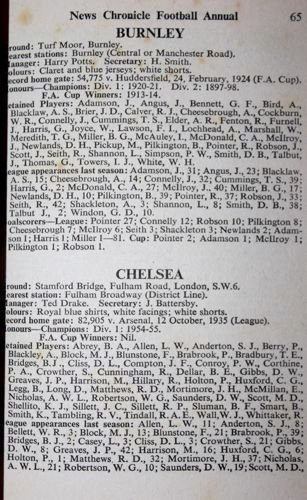 News Chronicle Football Annual 65
BURNLEY
round: Turf Moor, Burnley.
earest stations: Burnley (Central or Manchester Road).
anager: Harry Potts. Secretary: H. Smith.
olours: Claret and blue jerseys; white shorts.
ecord home gate: 54,775 v. Huddersfield, 24, February, 1924 (F.A. Cup).
onours—Champions: Div. 1: 1920-21. Div. 2: 1897-98.
F.A. Cup Winners: 1913-14.
etained Players: Adamson, J., Angus, J., Bennett, G. F., Bird, A.,
Blacklaw, A. S., Brier, J. D., Calver, R. J., Cheesebrough, A., Cockburn,
W. R., Connelly, J., Cummings, T. S., Elder, A. R., Fenton, R., Furnell,
J., Harris, G., Joyce, W., Lawson, F. I., Lochhead, A., Marshall, W.,
Meredith, T. G., Miller, B. G., McAuley, I., McDonald, C. A., McIlroy,
J., Newlands, D. H., Pickup, M., Pilkington, B., Pointer, R., Robson, J.,
Scott, J., Seith, R., Shannon, L., Simpson, P. W., Smith, D. B., Talbut,
J., Thomas, G., Towers, I. J., White, W. H.
eague appearances last season: Adamson, J., 31; Angus, J., 23; Blacklaw,
A. S., 15; Cheesebrough, A., 14; Connelly, J., 32; Cummings, T. S., 39;
Harris, G., 2; McDonald, C. A., 27; McIlroy, J., 40; Miller, B. G., 17;
Newlands, D. H., 10; Pilkington, B., 39; Pointer, R., 37; Robson, J., 33;
Seith, R., 42; Shackleton, A., 3; Shannon, L., 8; Smith, D. B., 38;
Talbut J., 2; Windon, G. D., 10.
oalscorers—League: Pointer 27; Connelly 12; Robson 10; Pilkington 8;
Cheesebrough 7; McIlroy 6; Seith 3; Shackleton 3; Newlands 2; Adam-
son 1; Harris 1; Miller 1—81. Cup: Pointer 2; Adamson 1; McIlroy 1;
Pilkington 1; Robson 1.
CHELSEA
round: Stamford Bridge, Fulham Road, London, S.W.6.
earest station: Fulham Broadway (District Line).
anager: Ted Drake. Secretary: J. Battersby.
olours: Royal blue shirts, white facings; white shorts.
ecord home gate: 82,905 v. Arsenal, 12 October, 1935 (League).
onours—Champions: Div. 1: 1954-55.
F.A. Cup Winners: Nil.
etained Players: Abrey, B. A., Allen, L. W., Anderton, S. J., Berry, P.,
Blackley, A., Block, M. J., Blunstone, F., Brabrook, P., Bradbury, T. E.,
Bridges, B. J., Cliss, D. L., Compton, J. F., Conroy, P. W., Corthine,
P. A., Crowther, S., Cunningham, R., Dellar, B. E., Gibbs, D. W.,
Greaves, J. P., Harrison, M., Hillary, R., Holton, P., Huxford, C. G.,
Legg, B., Long, D., Matthews, R. D., Mortimore, J. H., McMillan, E.,
Nicholas, A. W. L., Robertson, W. G., Saunders, D. W., Scott, M. D.,
Shellito, K. J., Sillett, J. C., Sillett, R. P., Sluman, B. F., Smart, B.,
Smith, K., Tambling, R. V., Tindall, R. A. E., Wall, W. J., Whittaker, R.
eague appearances last season: Allen, L. W., 11; Anderton, S. J., 8;
Bellett, W. R., 3; Block, M. J., 13; Blunstone, F., 21; Brabrook, P., 39;
Bridges, B. J., 2; Casey, L., 3; Cliss, D. L., 3; Crowther, S., 21; Gibbs,
D. W., 8; Greaves, J. P., 42; Harrison, M., 16; Huxford, C. G., 6;
Holton, P., 1; Matthews, R. D., 32; Mortimore, J. H., 37; Nicholas,
A. W. L., 21; Robertson, W. G., 10; Saunders, D. W., 19; Scott, M. D.,